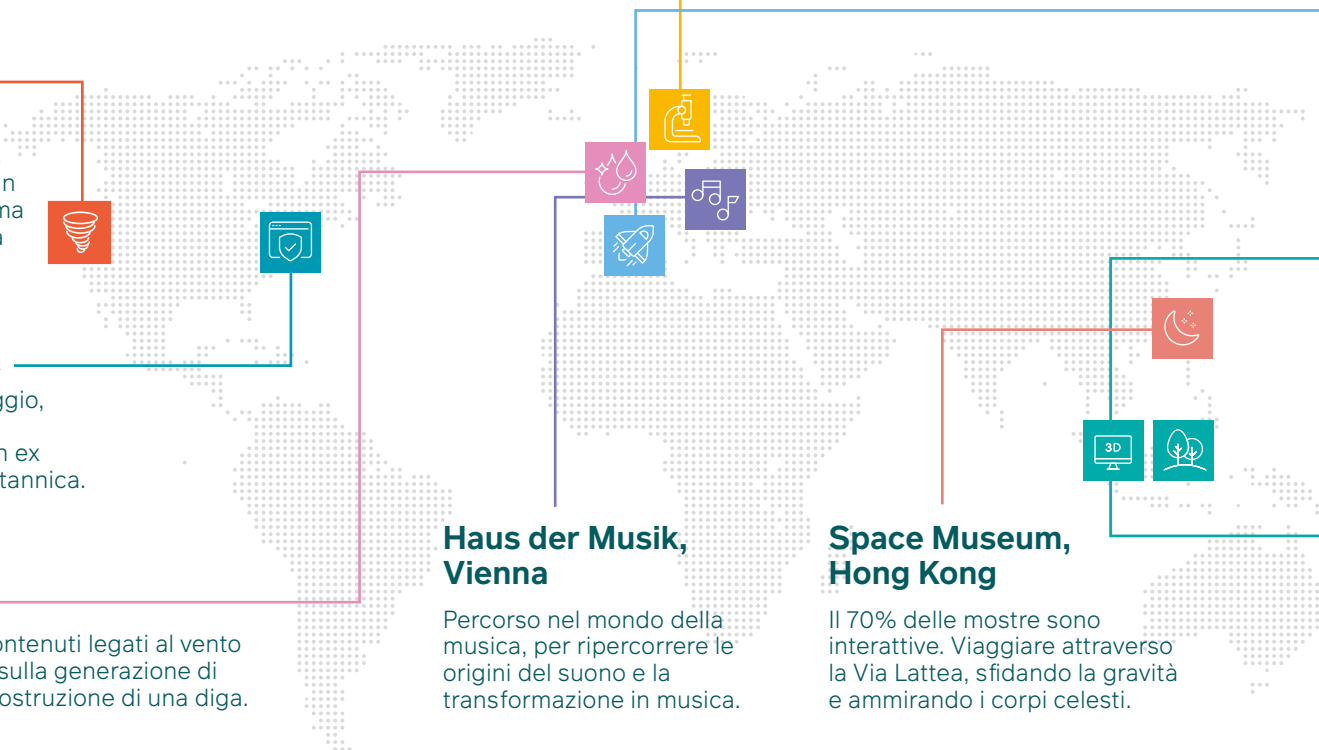 n
ma
a
ggio,
n ex
tannica.
ontenuti legati al vento
sulla generazione di
ostruzione di una diga.
3D
Haus der Musik,
Vienna
Percorso nel mondo della
musica, per ripercorrere le
origini del suono e la
transformazione in musica.
Space Museum,
Hong Kong
Il 70% delle mostre sono
interattive. Viaggiare attraverso
la Via Lattea, sfidando la gravità
e ammirando i corpi celesti.